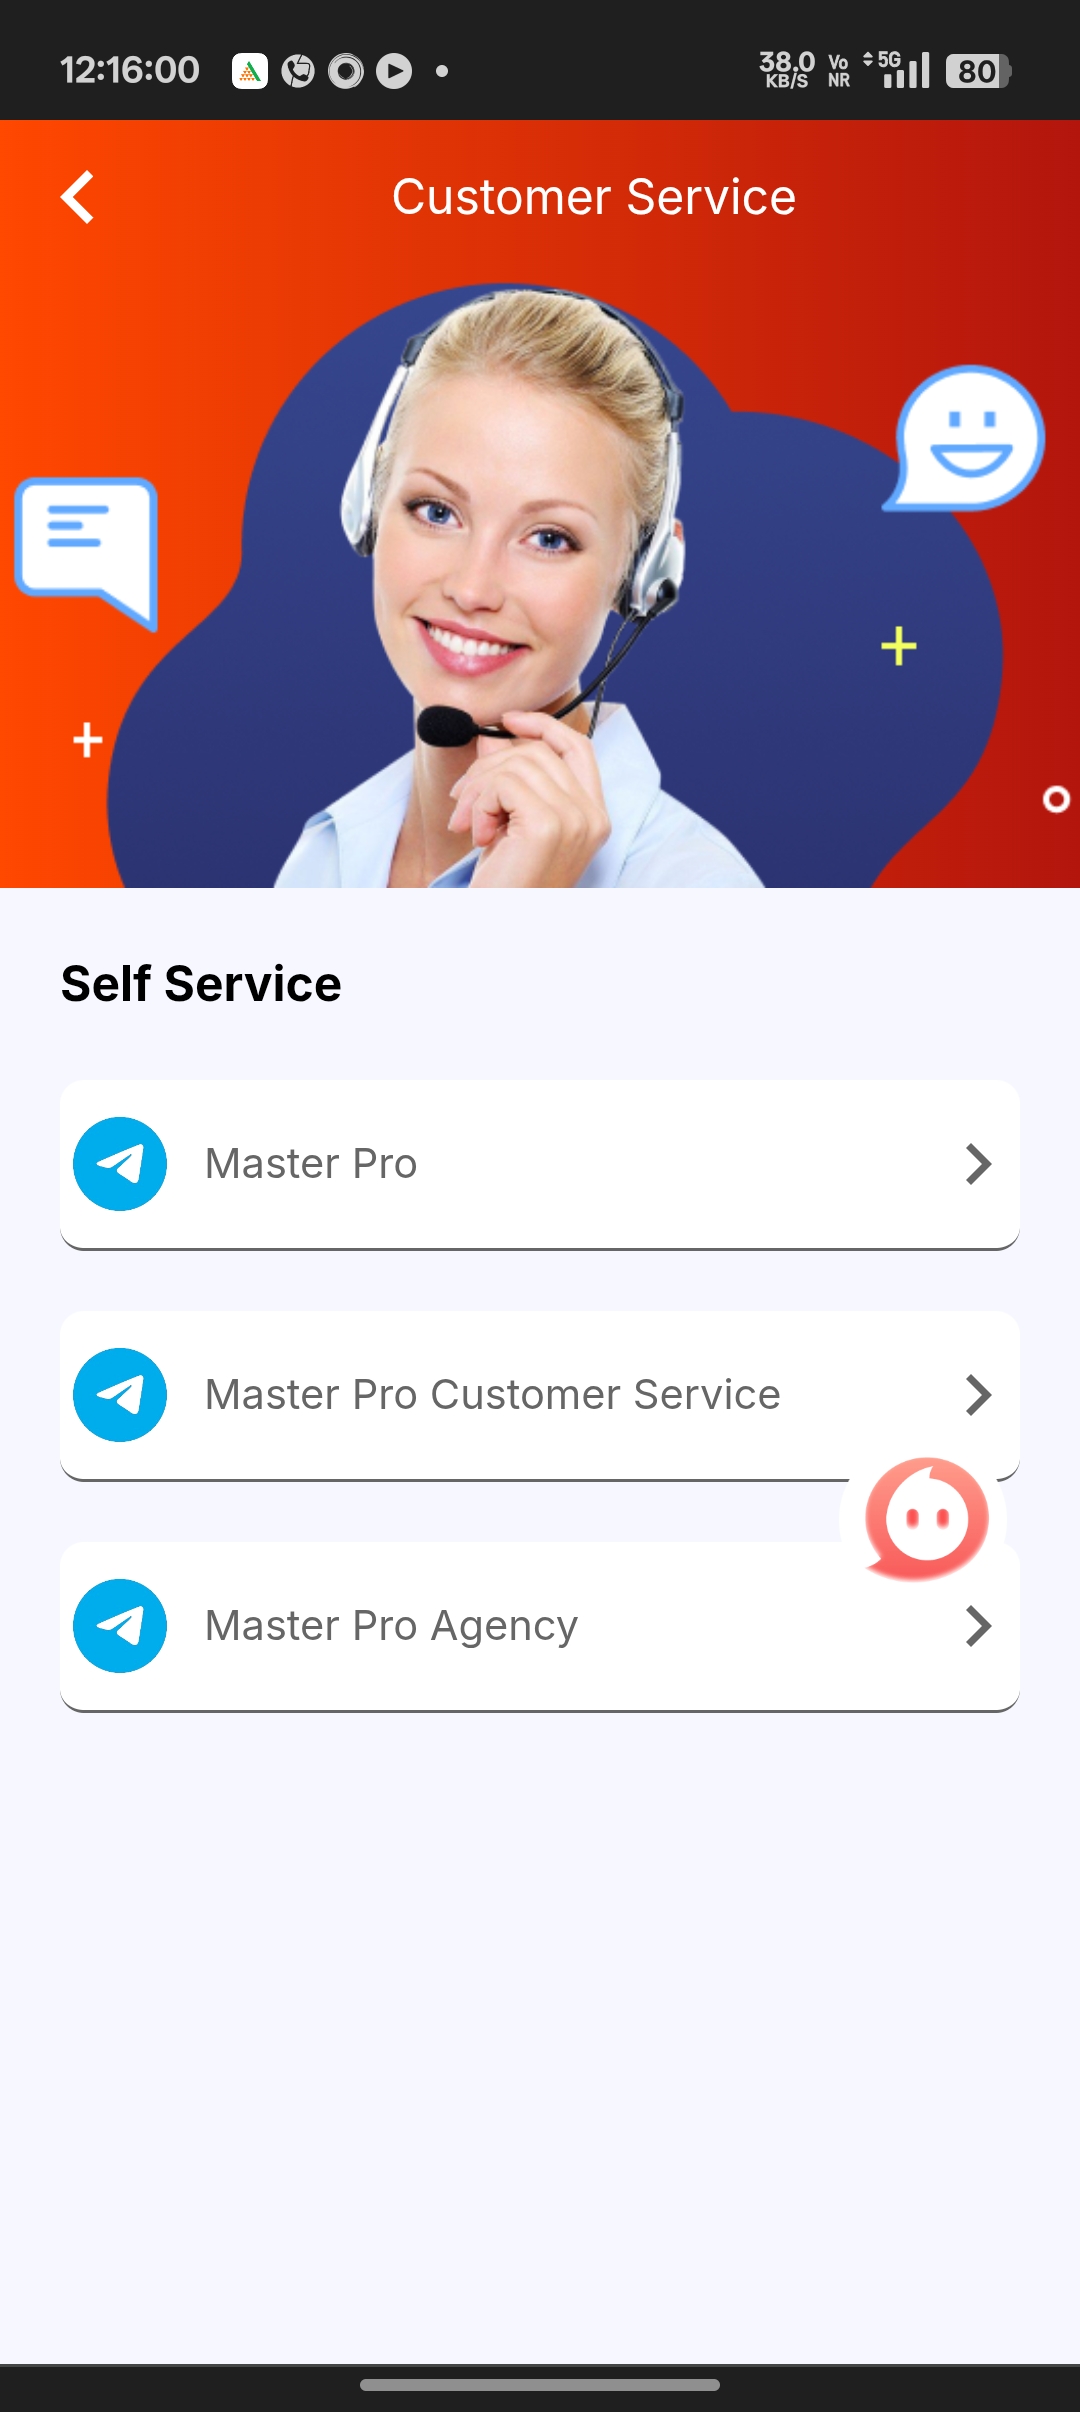 12:16:00
38.0
KB/S
Vo
NR
5G
80
Customer Service
Self Service
Master Pro
Master Pro Customer Service
Master Pro Agency